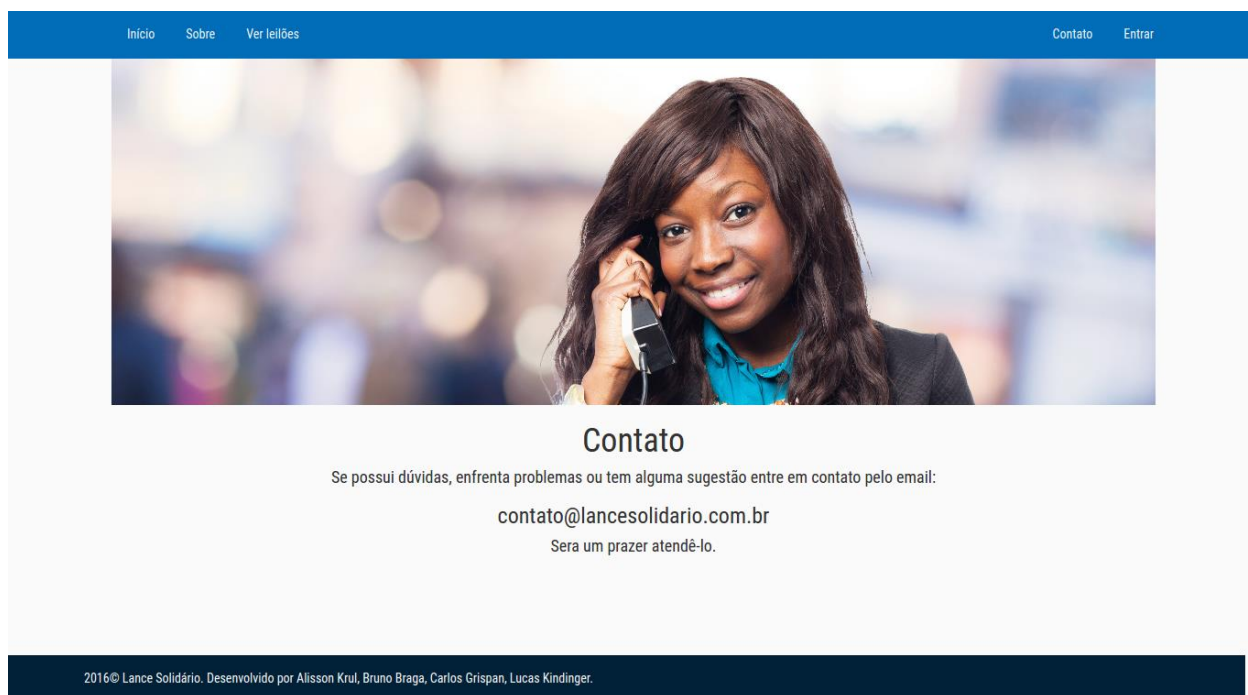 Início Sobre Ver leilões Contato Entrar
Contato
Se possui dúvidas, enfrenta problemas ou tem alguma sugestão entre em contato pelo email:
contato@lancesolidario.com.br
Sera um prazer atendê-lo.
2016© Lance Solidário. Desenvolvido por Alisson Krul, Bruno Braga, Carlos Grispan, Lucas Kindinger.